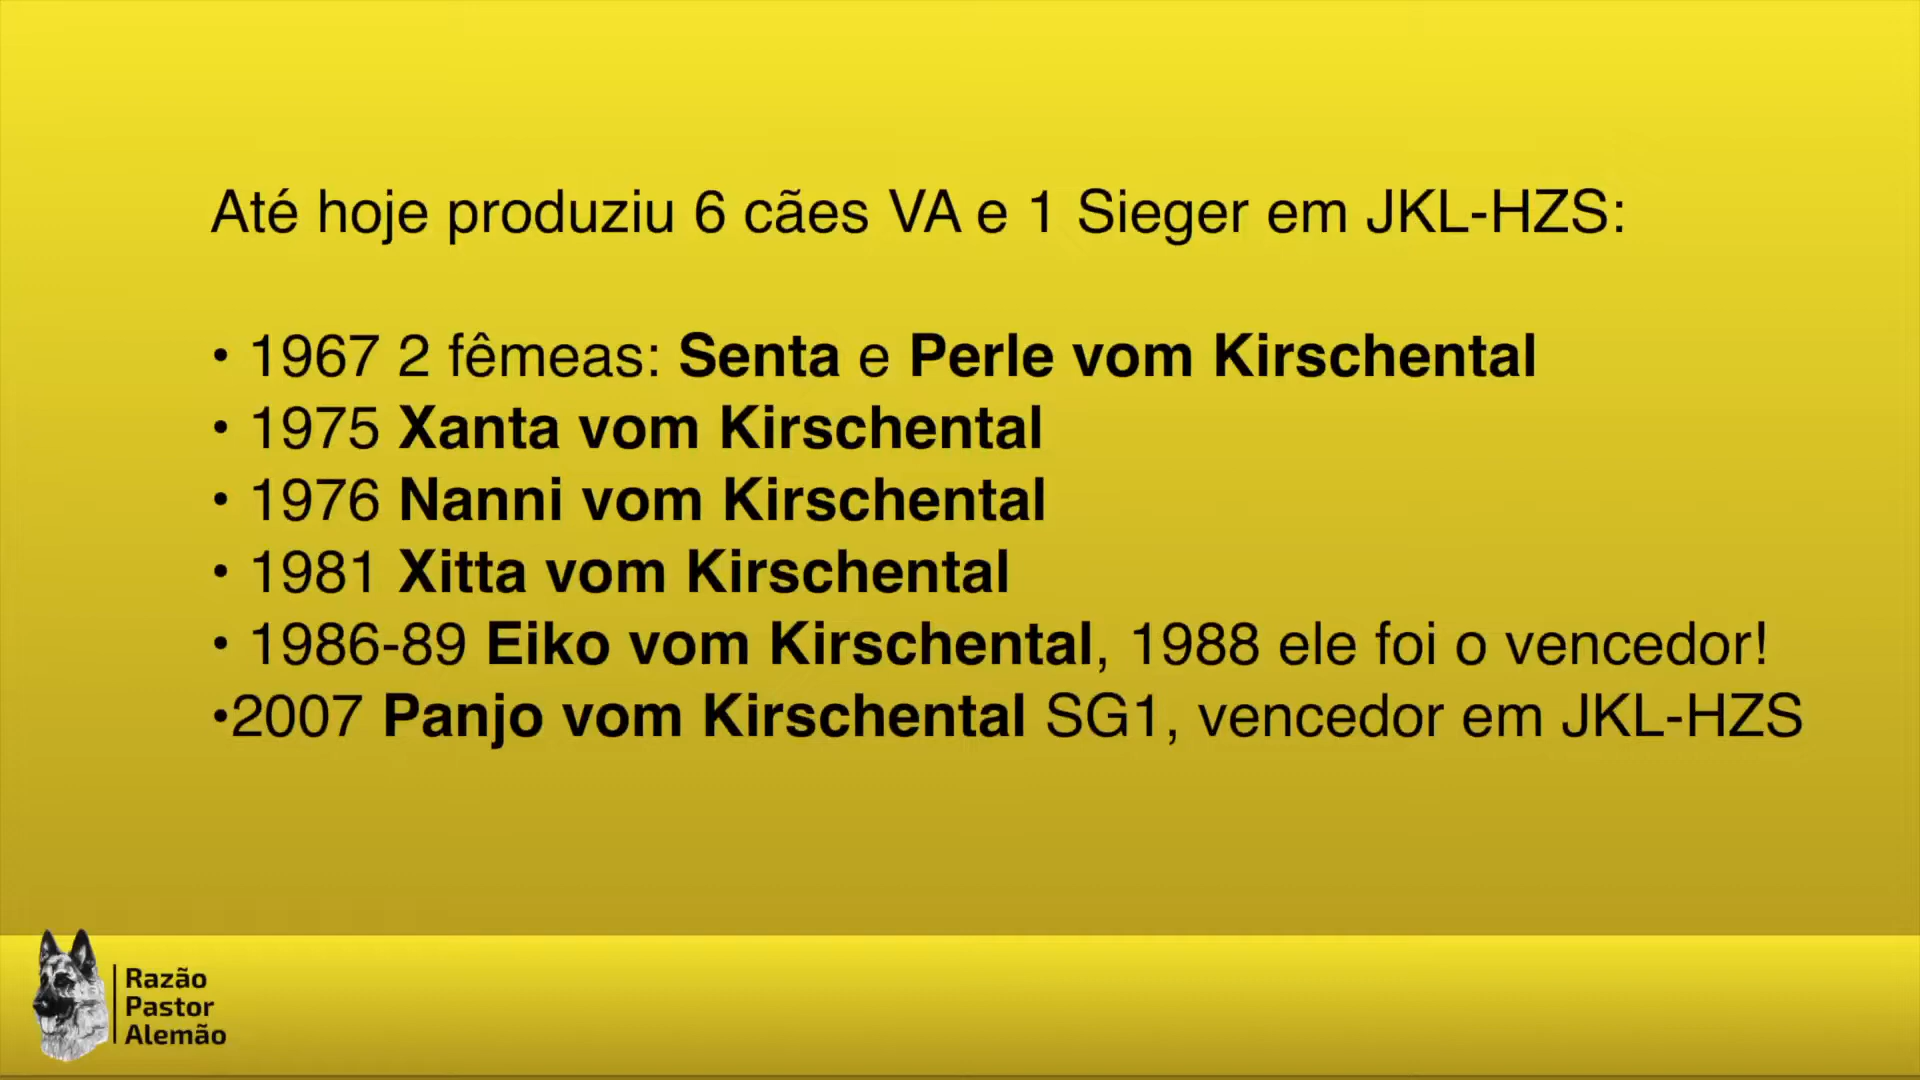 Até hoje produziu 6 cães VA e 1 Sieger em JKL-HZS:
• 1967 2 fêmeas: Senta e Perle vom Kirschental
• 1975 Xanta vom Kirschental
• 1976 Nanni vom Kirschental
• 1981 Xitta vom Kirschental
• 1986-89 Eiko vom Kirschental, 1988 ele foi o vencedor!
•2007 Panjo vom Kirschental SG1, vencedor em JKL-HZS
Razão
Pastor
Alemão